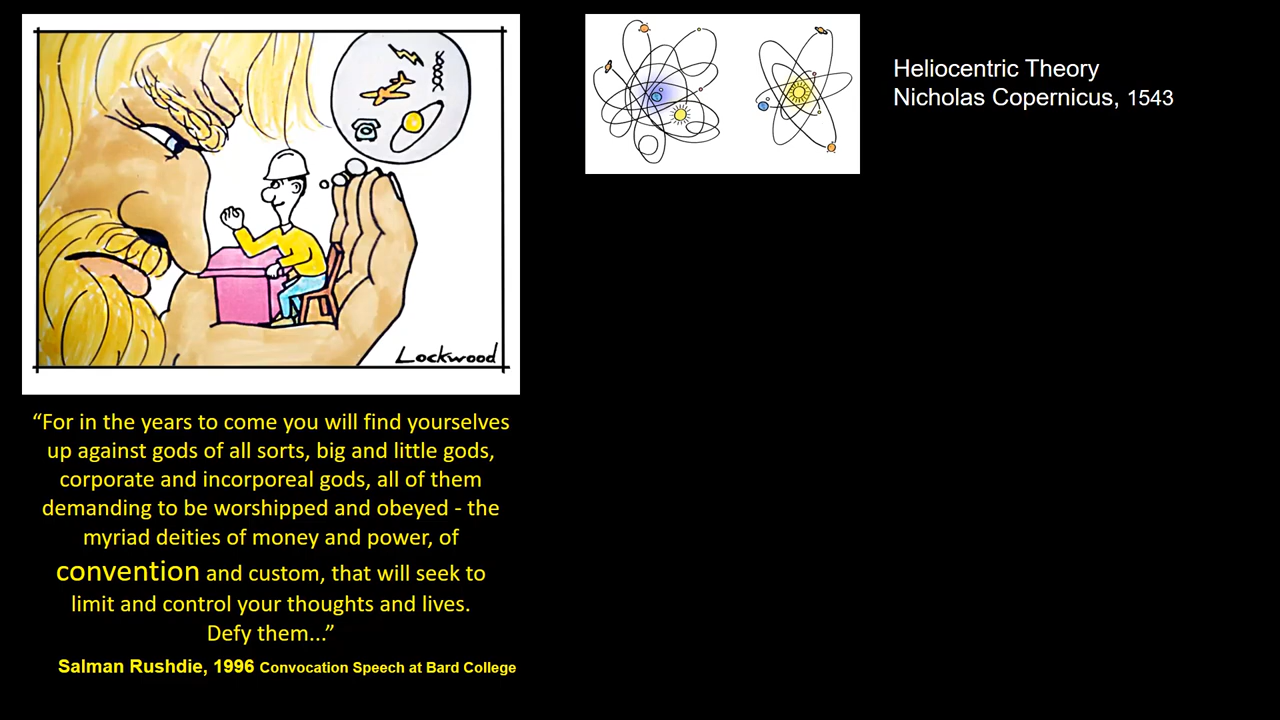 Lockwood
“For in the years to come you will find yourselves
up against gods of all sorts, big and little gods,
corporate and incorporeal gods, all of them
demanding to be worshipped and obeyed - the
myriad deities of money and power, of
convention and custom, that will seek to
limit and control your thoughts and lives.
Defy them...”
Salman Rushdie, 1996 Convocation Speech at Bard College
Heliocentric Theory
Nicholas Copernicus, 1543